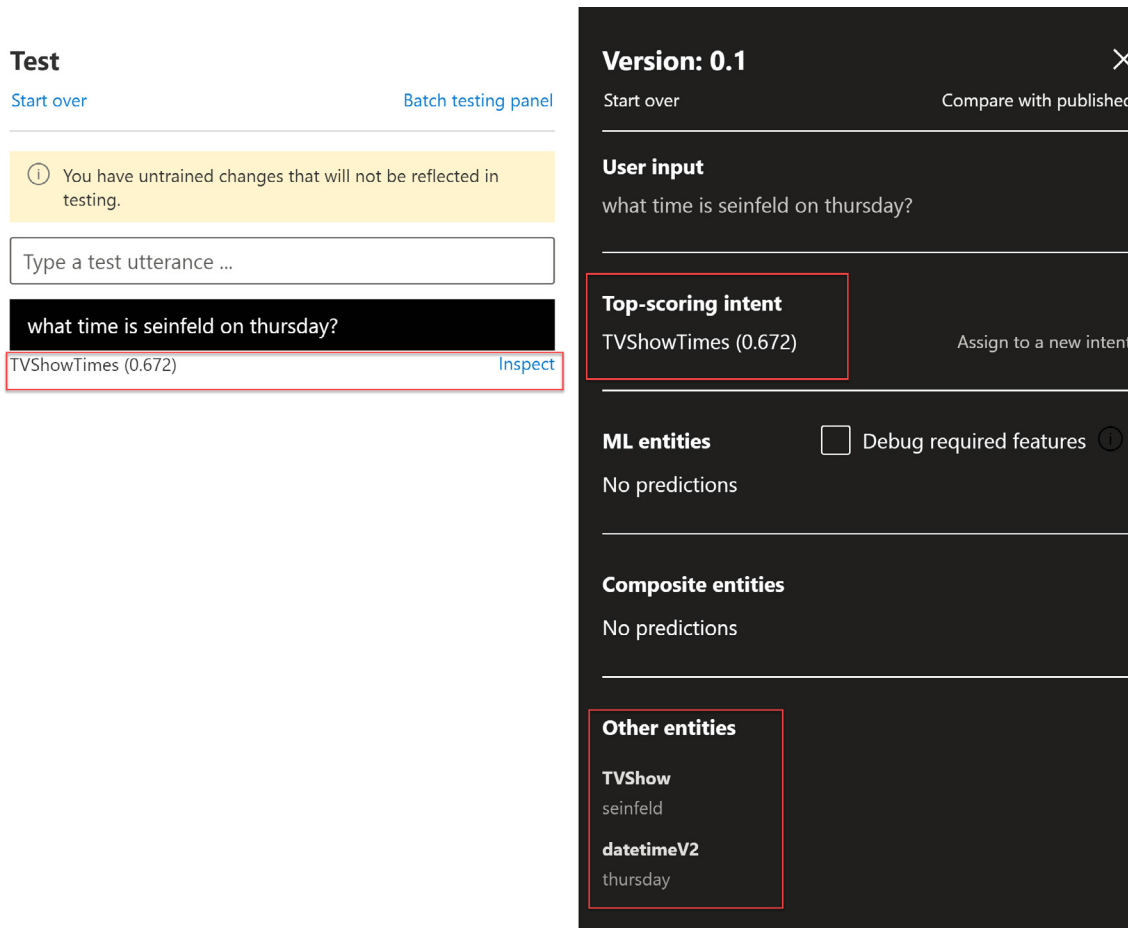 Test
Start over
Batch testing panel
You have untrained changes that will not be reflected in
testing.
Type a test utterance ...
what time is seinfeld on thursday?
TVShowTimes (0.672)
Inspect
Version: 0.1
Start over
Compare with published
User input
what time is seinfeld on thursday?
Top-scoring intent
TVShowTimes (0.672)
Assign to a new intent
ML entities
Debug required features
No predictions
Composite entities
No predictions
Other entities
TVShow
seinfeld
datetimeV2
thursday